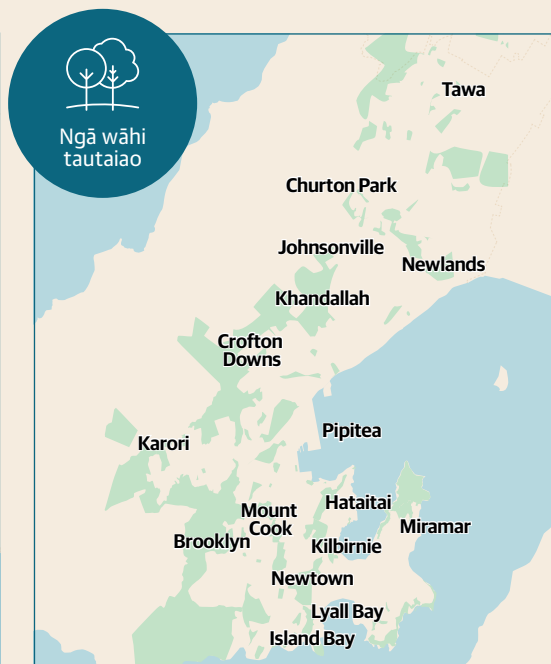 Ngā wāhi
tautaiao
Tawa
Churton Park
Johnsonville
Newlands
Khandallah
Crofton
Downs
Pipitea
Karori
Hataitai
Mount
Cook
Miramar
Brooklyn
Kilbirnie
Newtown
Lyall Bay
Island Bay